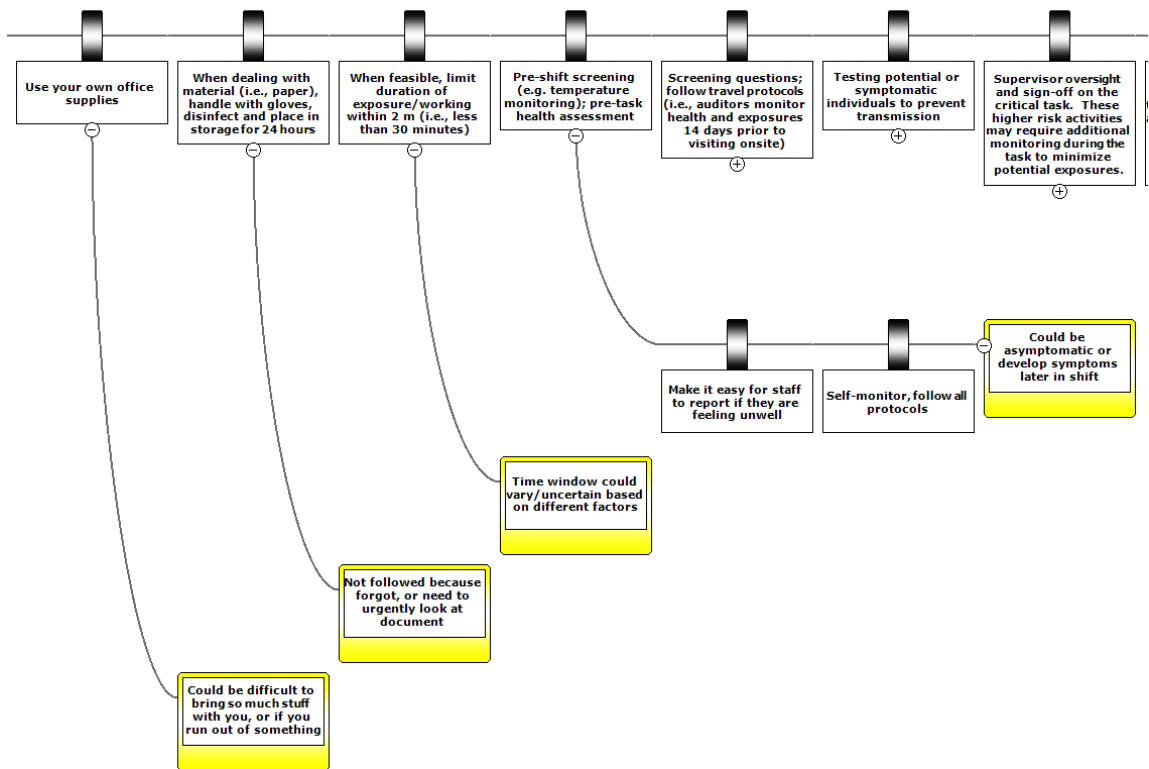 Use your own office
supplies
When dealing with
material (i.e., paper),
handle with gloves,
disinfect and place in
storage for 24 hours
When feasible, limit
duration of
exposure/working
within 2 m (i.e., less
than 30 minutes)
Pre-shift screening
(e.g. temperature
monitoring); pre-task
health assessment
Screening questions;
follow travel protocols
(i.e., auditors monitor
health and exposures
14 days prior to
visiting onsite)
Testing potential or
symptomatic
individuals to prevent
transmission
Supervisor oversight
and sign-off on the
critical task. These
higher risk activities
may require additional
monitoring during the
task to minimize
potential exposures.
Make it easy for staff
to report if they are
feeling unwell
Self-monitor, follow all
protocols
Could be
asymptomatic or
develop symptoms
later in shift
Time window could
vary/uncertain based
on different factors
Not followed because
forgot, or need to
urgently look at
document
Could be difficult to
bring so much stuff
with you, or if you
run out of something